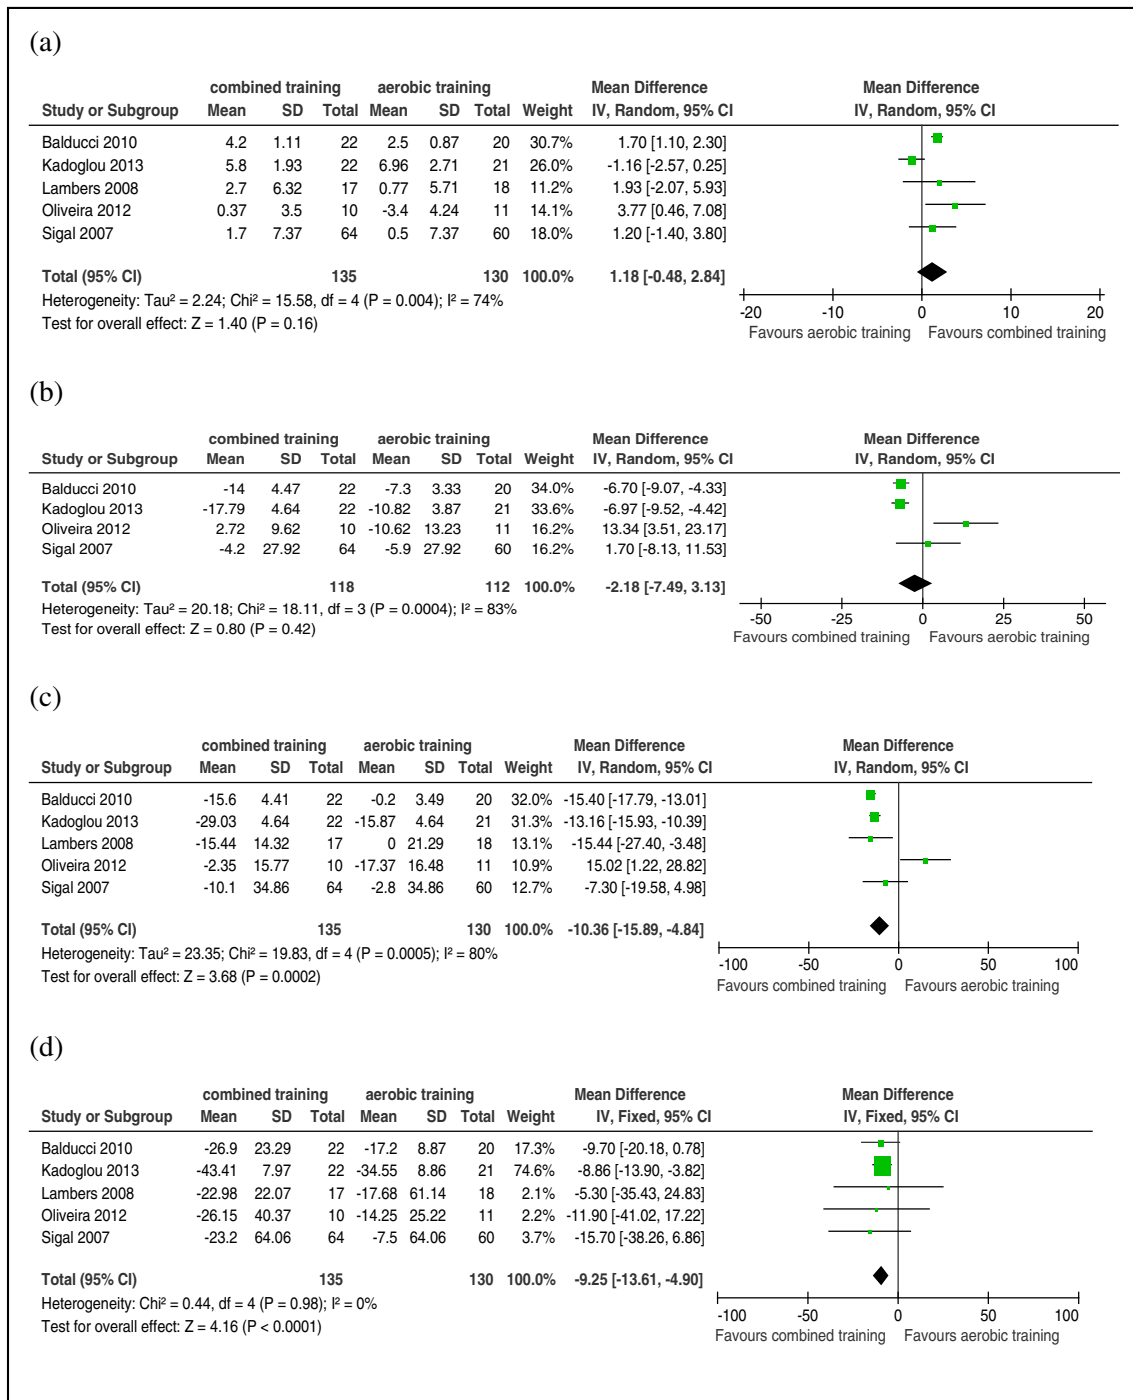 (a)
combined training aerobic training Mean Difference Mean Difference
Study or Subgroup Mean SD Total Mean SD Total Weight IV, Random, 95% CI IV, Random, 95% CI
Balducci 2010 4.2 1.11 22 2.5 0.87 20 30.7% 1.70 [1.10, 2.30]
Kadoglou 2013 5.8 1.93 22 6.96 2.71 21 26.0% -1.16 [-2.57, 0.25]
Lambers 2008 2.7 6.32 17 0.77 5.71 18 11.2% 1.93 [-2.07, 5.93]
Oliveira 2012 0.37 3.5 10 -3.4 4.24 11 14.1% 3.77 [0.46, 7.08]
Sigal 2007 1.7 7.37 64 0.5 7.37 60 18.0% 1.20 [-1.40, 3.80]
Total (95% CI) 135 130 100.0% 1.18 [-0.48, 2.84]
Heterogeneity: Tau² = 2.24; Chi² = 15.58, df = 4 (P = 0.004); I² = 74%
Test for overall effect: Z = 1.40 (P = 0.16)
-20 -10 0 10 20
Favours aerobic training Favours combined training
(b)
combined training aerobic training Mean Difference Mean Difference
Study or Subgroup Mean SD Total Mean SD Total Weight IV, Random, 95% CI IV, Random, 95% CI
Balducci 2010 -14 4.47 22 -7.3 3.33 20 34.0% -6.70 [-9.07, -4.33]
Kadoglou 2013 -17.79 4.64 22 -10.82 3.87 21 33.6% -6.97 [-9.52, -4.42]
Oliveira 2012 2.72 9.62 10 -10.62 13.23 11 16.2% 13.34 [3.51, 23.17]
Sigal 2007 -4.2 27.92 64 -5.9 27.92 60 16.2% 1.70 [-8.13, 11.53]
Total (95% CI) 118 112 100.0% -2.18 [-7.49, 3.13]
Heterogeneity: Tau² = 20.18; Chi² = 18.11, df = 3 (P = 0.0004); I² = 83%
Test for overall effect: Z = 0.80 (P = 0.42)
-50 -25 0 25 50
Favours combined training Favours aerobic training
(c)
combined training aerobic training Mean Difference Mean Difference
Study or Subgroup Mean SD Total Mean SD Total Weight IV, Random, 95% CI IV, Random, 95% CI
Balducci 2010 -15.6 4.41 22 -0.2 3.49 20 32.0% -15.40 [-17.79, -13.01]
Kadoglou 2013 -29.03 4.64 22 -15.87 4.64 21 31.3% -13.16 [-15.93, -10.39]
Lambers 2008 -15.44 14.32 17 0 21.29 18 13.1% -15.44 [-27.40, -3.48]
Oliveira 2012 -2.35 15.77 10 -17.37 16.48 11 10.9% 15.02 [1.22, 28.82]
Sigal 2007 -10.1 34.86 64 -2.8 34.86 60 12.7% -7.30 [-19.58, 4.98]
Total (95% CI) 135 130 100.0% -10.36 [-15.89, -4.84]
Heterogeneity: Tau² = 23.35; Chi² = 19.83, df = 4 (P = 0.0005); I² = 80%
Test for overall effect: Z = 3.68 (P = 0.0002)
-100 -50 0 50 100
Favours combined training Favours aerobic training
(d)
combined training aerobic training Mean Difference Mean Difference
Study or Subgroup Mean SD Total Mean SD Total Weight IV, Fixed, 95% CI IV, Fixed, 95% CI
Balducci 2010 -26.9 23.29 22 -17.2 8.87 20 17.3% -9.70 [-20.18, 0.78]
Kadoglou 2013 -43.41 7.97 22 -34.55 8.86 21 74.6% -8.86 [-13.90, -3.82]
Lambers 2008 -22.98 22.07 17 -17.68 61.14 18 2.1% -5.30 [-35.43, 24.83]
Oliveira 2012 -26.15 40.37 10 -14.25 25.22 11 2.2% -11.90 [-41.02, 17.22]
Sigal 2007 -23.2 64.06 64 -7.5 64.06 60 3.7% -15.70 [-38.26, 6.86]
Total (95% CI) 135 130 100.0% -9.25 [-13.61, -4.90]
Heterogeneity: Chi² = 0.44, df = 4 (P = 0.98); I² = 0%
Test for overall effect: Z = 4.16 (P < 0.0001)
-100 -50 0 50 100
Favours combined training Favours aerobic training